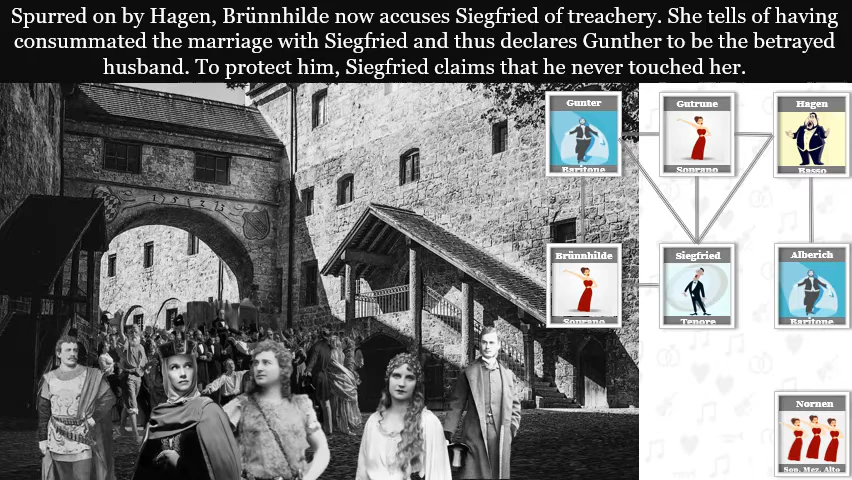 Spurred on by Hagen, Brünnhilde now accuses Siegfried of treachery. She tells of having
consummated the marriage with Siegfried and thus declares Gunther to be the betrayed
husband. To protect him, Siegfried claims that he never touched her.
Gunter
Baritone
Gutrune
Soprano
Hagen
Basso
Brünnhilde
Soprano
Siegfried
Tenore
Alberich
Baritone
Nornen
Sop. Mez. Alto